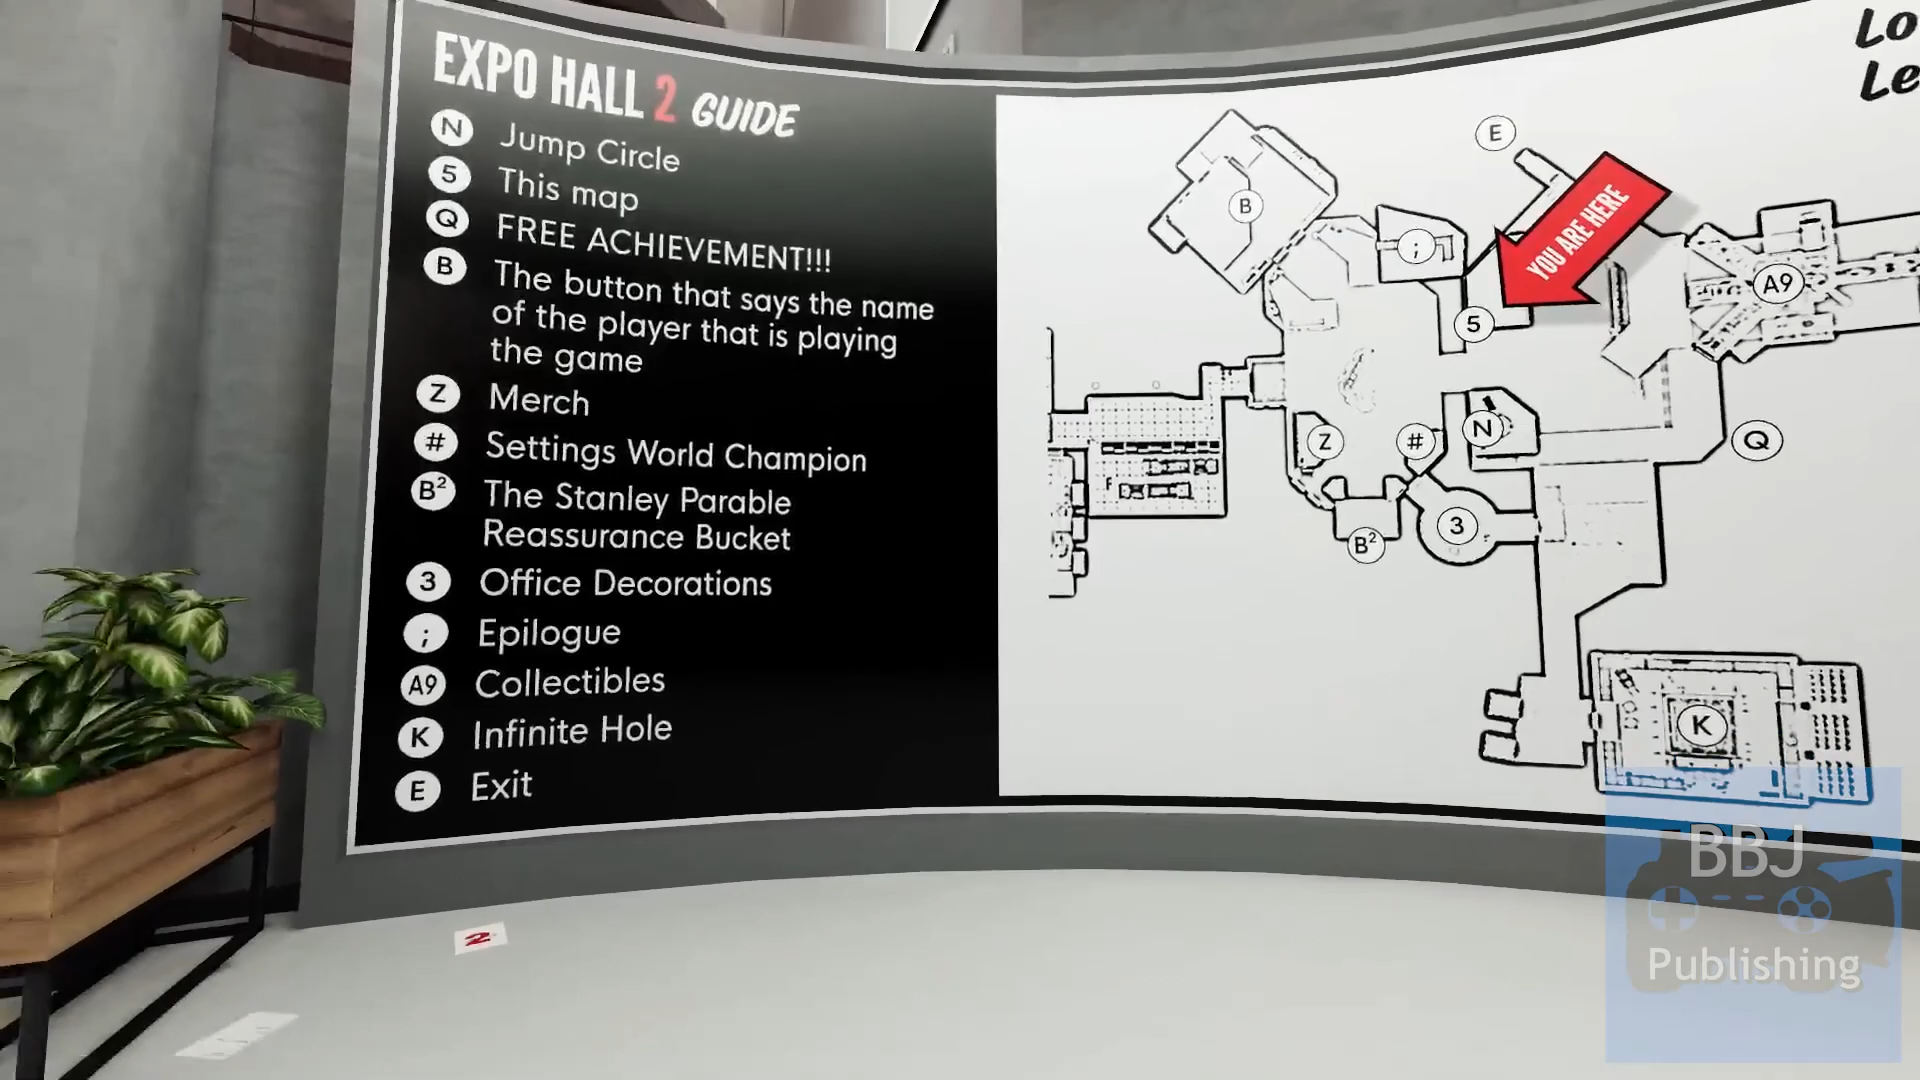 EXPO HALL 2 GUIDE
N Jump Circle
5 This map
Q FREE ACHIEVEMENT!!!
B The button that says the name
of the player that is playing
the game
Z Merch
# Settings World Champion
B² The Stanley Parable
Reassurance Bucket
3 Office Decorations
; Epilogue
A9 Collectibles
K Infinite Hole
E Exit
Lo
Le
E
B
;
YOU ARE HERE
A9
5
Z
#
N
Q
3
B²
K
BBJ
Publishing